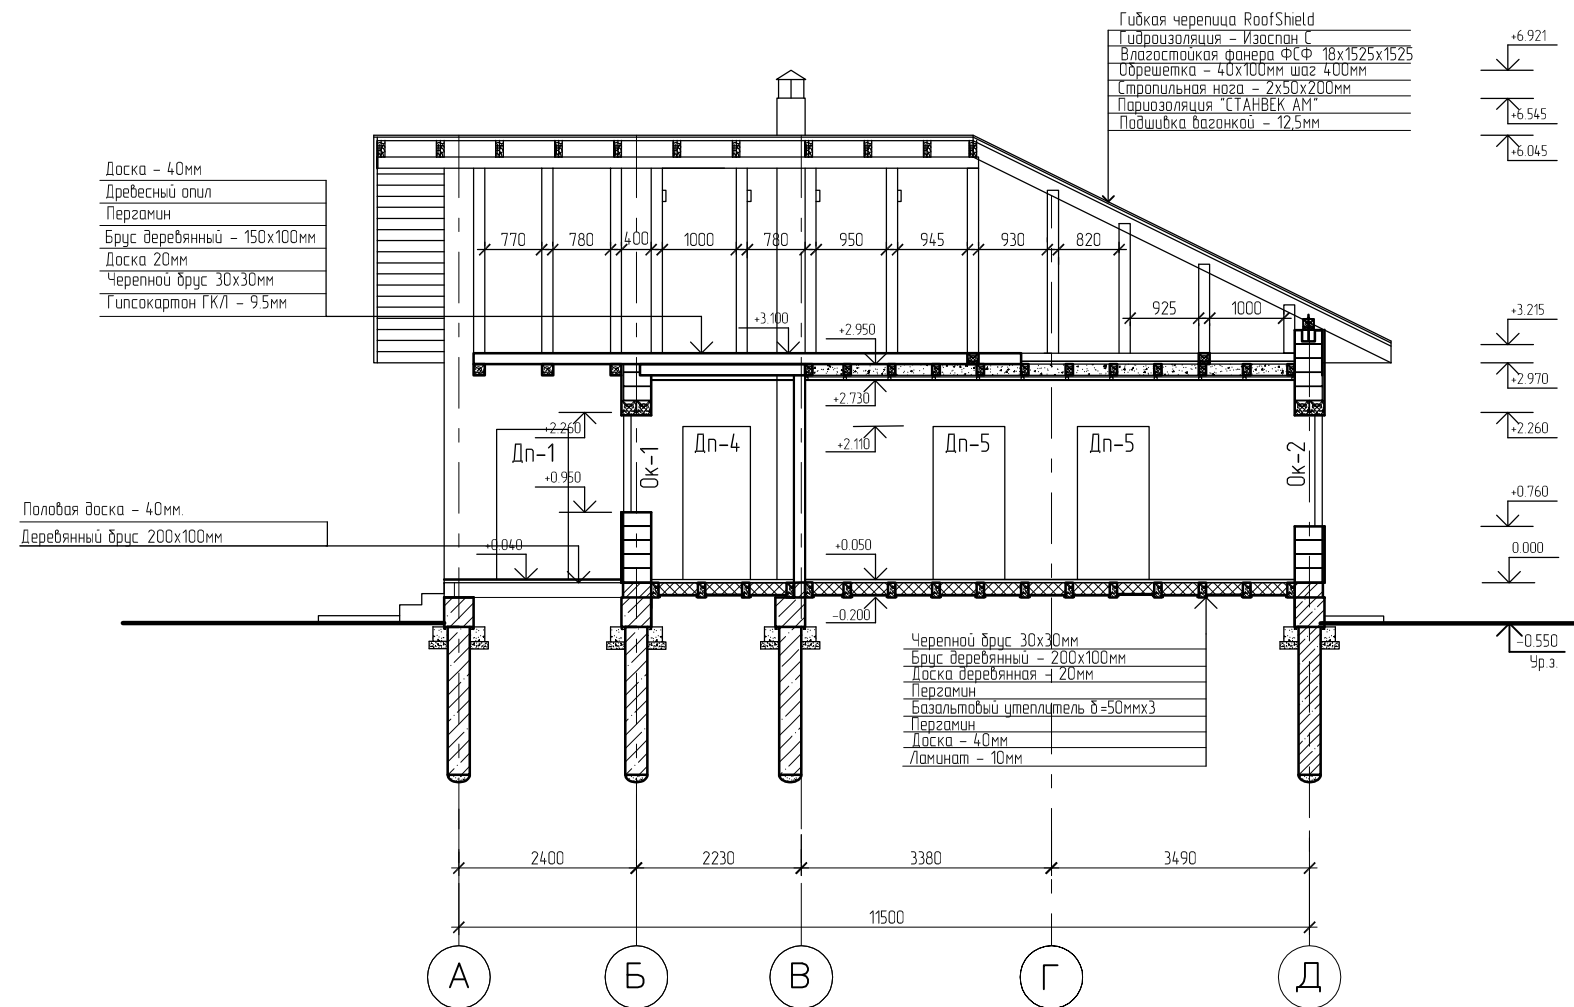 Гибкая черепица RoofShield
Гидроизоляция - Изоспан С
Влагостойкая фанера ФСФ 18х1525х1525
Обрешетка - 40х100мм шаг 400мм
Стропильная нога - 2х50х200мм
Париозоляция "СТАНВЕК АМ"
Подшивка вагонкой - 12,5мм
+6.921
+6.545
+6.045
Доска - 40мм
Древесный опил
Пергамин
Брус деревянный - 150х100мм
Доска 20мм
Черепной брус 30х30мм
Гипсокартон ГКЛ - 9.5мм
770
780
400
1000
780
950
945
930
820
925
1000
+3.100
+2.950
+3.215
+2.970
+2.730
+2.260
+2.110
+2.260
Дп-1
Ок-1
Дп-4
Дп-5
Дп-5
Ок-2
+0.950
+0.760
Половая доска - 40мм.
Деревянный брус 200х100мм
+0.040
+0.050
0.000
-0.200
-0.550
Ур.з.
Черепной брус 30х30мм
Брус деревянный - 200х100мм
Доска деревянная - 20мм
Пергамин
Базальтовый утеплитель δ=50ммх3
Пергамин
Доска - 40мм
Ламинат - 10мм
2400
2230
3380
3490
11500
А
Б
В
Г
Д